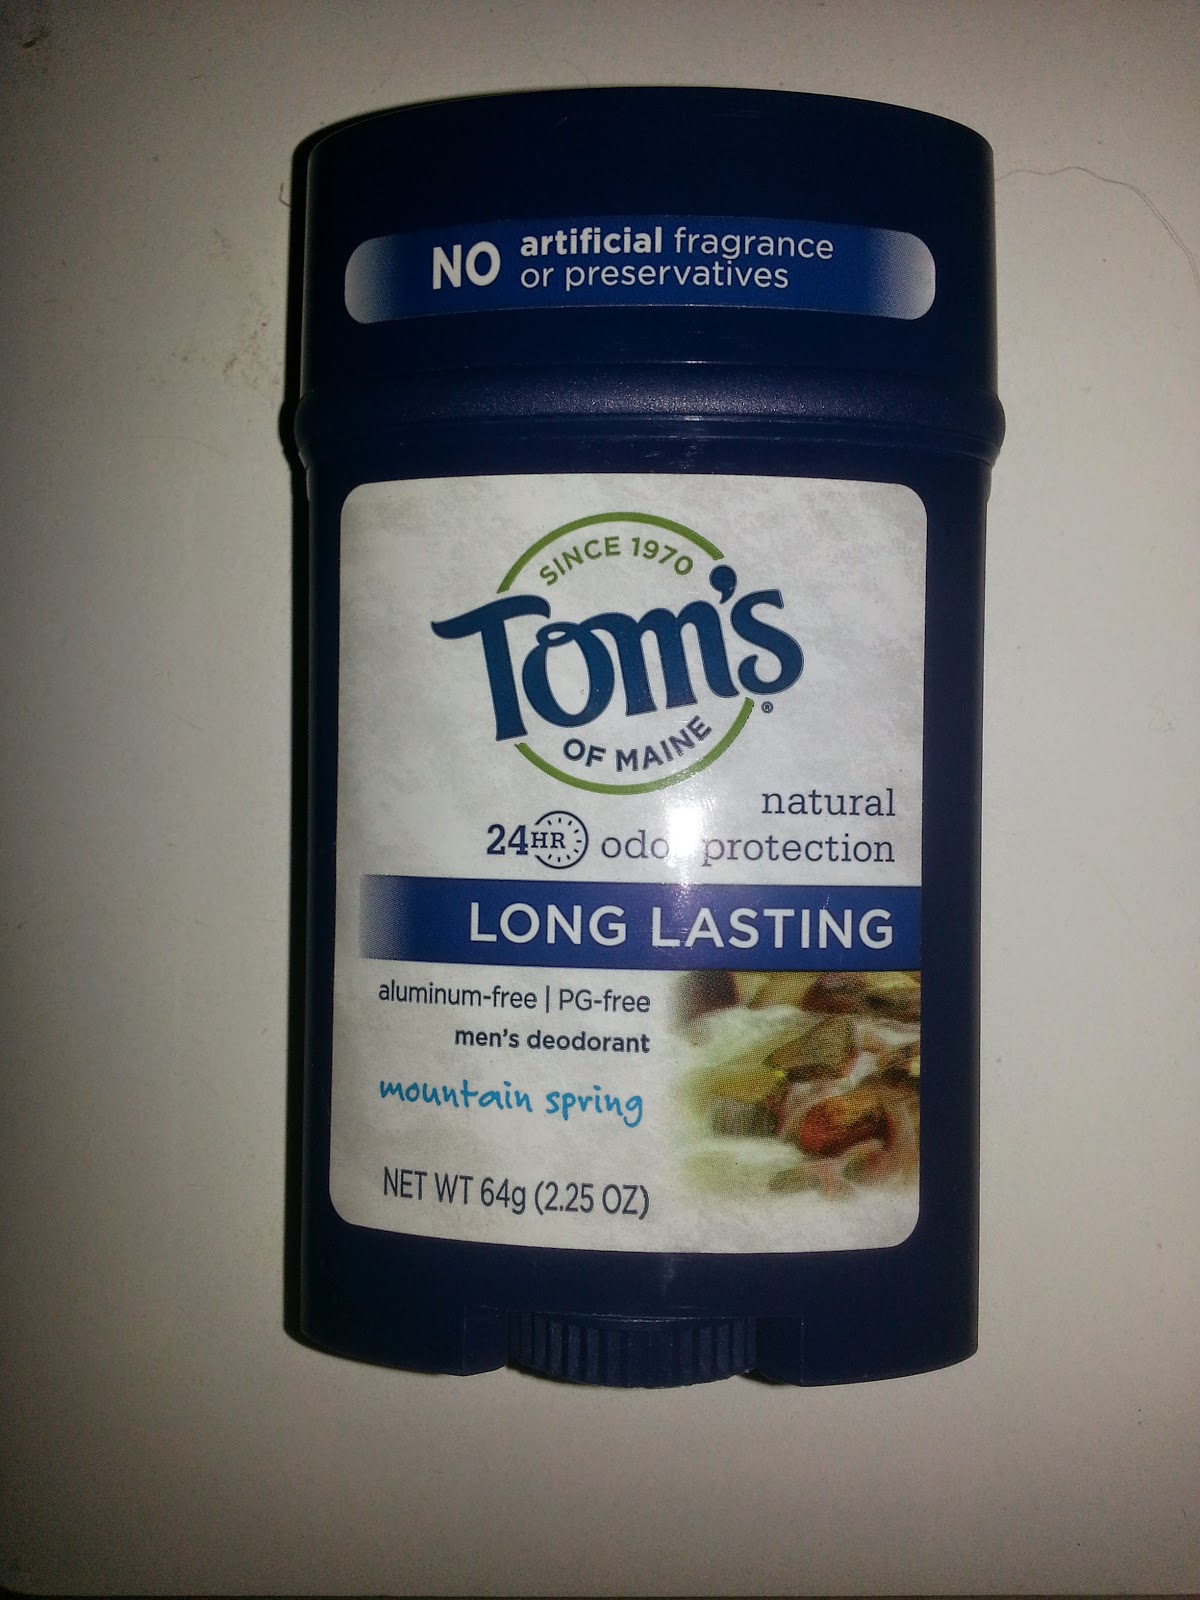 NO artificial fragrance
or preservatives
SINCE 1970
Tom's
®
OF MAINE
natural
24HR odor protection
LONG LASTING
aluminum-free | PG-free
men's deodorant
mountain spring
NET WT 64g (2.25 OZ)